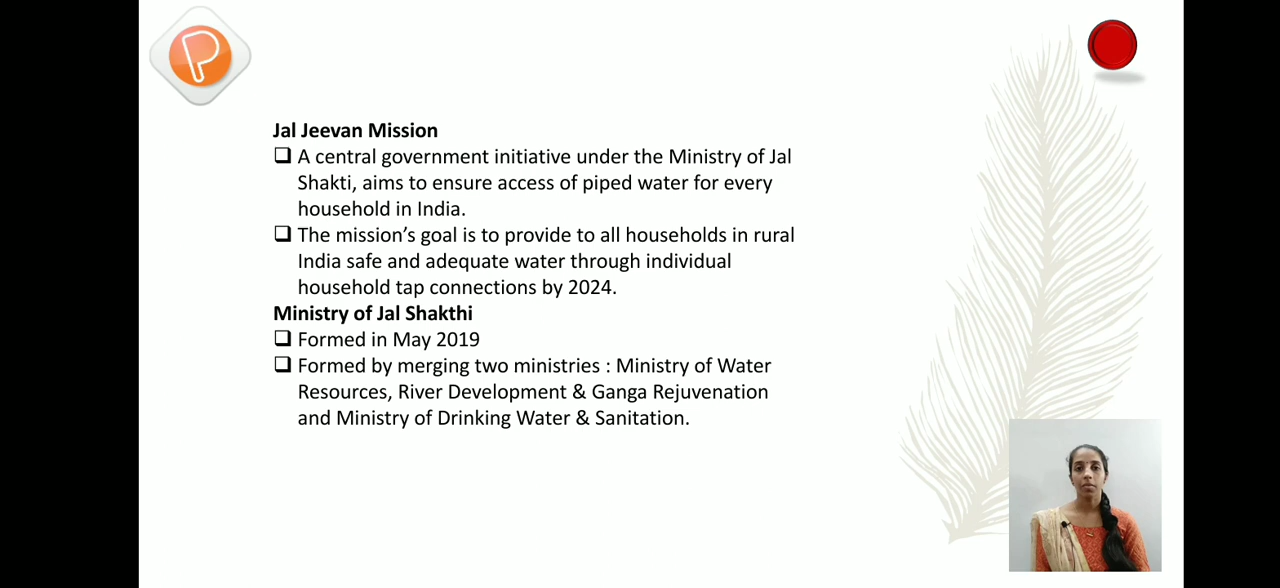 P
Jal Jeevan Mission
❑ A central government initiative under the Ministry of Jal
Shakti, aims to ensure access of piped water for every
household in India.
❑ The mission’s goal is to provide to all households in rural
India safe and adequate water through individual
household tap connections by 2024.
Ministry of Jal Shakthi
❑ Formed in May 2019
❑ Formed by merging two ministries : Ministry of Water
Resources, River Development & Ganga Rejuvenation
and Ministry of Drinking Water & Sanitation.